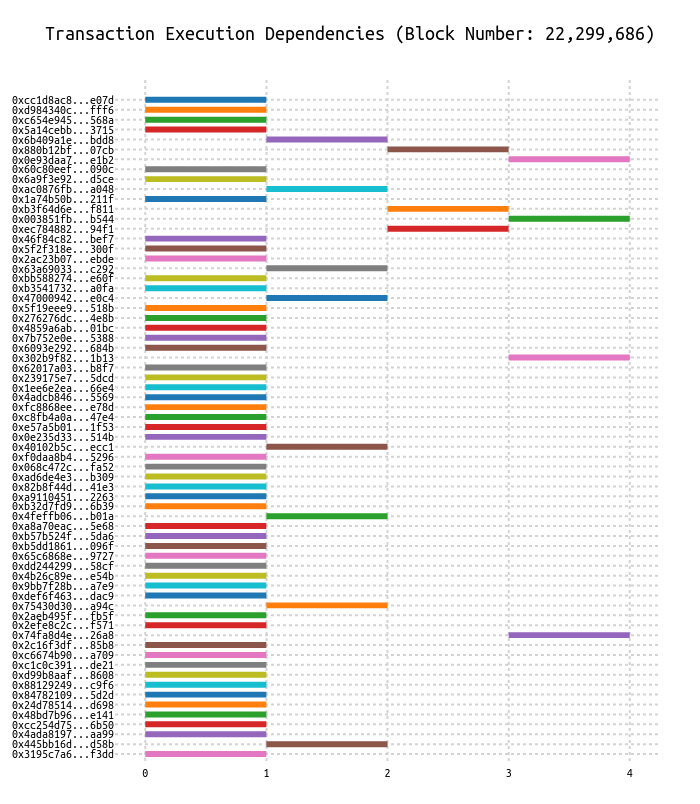 Transaction Execution Dependencies (Block Number: 22,299,686)
0xcc1d8ac8...e07d
0xd984340c...fff6
0xc654e945...568a
0x5a14cebb...3715
0x6b409a1e...bdd8
0x880b12bf...07cb
0x0e93daa7...e1b2
0x60c80eef...090c
0x6a9f3e92...d5ce
0xac0876fb...a048
0x1a74b50b...211f
0xb3f64d6e...f811
0x003851fb...b544
0xec784882...94f1
0x46f84c82...bef7
0x5f2f318e...300f
0x2ac23b07...ebde
0x63a69033...c292
0xbb588274...e60f
0xb3541732...a0fa
0x47000942...e0c4
0x5f19eee9...518b
0x276276dc...4e8b
0x4859a6ab...01bc
0x7b752e0e...5388
0x6093e292...684b
0x302b9f82...1b13
0x62017a03...b8f7
0x239175e7...5dcd
0x1ee6e2ea...66e4
0x4adcb846...5569
0xfc8868ee...e78d
0xc8fb4a0a...47e4
0xe57a5b01...1f53
0x0e235d33...514b
0x40102b5c...ecc1
0xf0daa8b4...5296
0x068c472c...fa52
0xad6de4e3...b309
0x82b8f44d...41e3
0xa9110451...2263
0xb32d7fd9...6b39
0x4feffb06...b01a
0xa8a70eac...5e68
0xb57b524f...5da6
0xb5dd1861...096f
0x65c6868e...9727
0xdd244299...58cf
0x4b26c89e...e54b
0x9bb7f28b...a7e9
0xdef6f463...dac9
0x75430d30...a94c
0x2aeb495f...fb5f
0x2efe8c2c...f571
0x74fa8d4e...26a8
0x2c16f3df...85b8
0xc6674b90...a709
0xc1c0c391...de21
0xd99b8aaf...8608
0x88129249...c9f6
0x84782109...5d2d
0x24d78514...d698
0x48bd7b96...e141
0xcc254d75...6b50
0x4ada8197...aa99
0x445bb16d...d58b
0x3195c7a6...f3dd
0 1 2 3 4